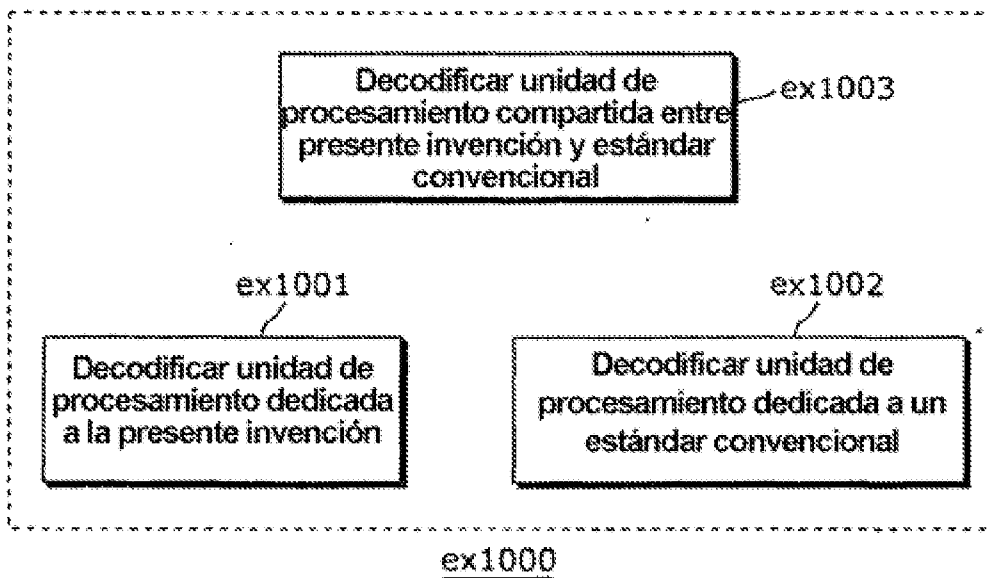 Decodificar unidad de
procesamiento compartida entre
presente invención y estándar
convencional
ex1003
ex1001
ex1002
Decodificar unidad de
procesamiento dedicada
a la presente invención
Decodificar unidad de
procesamiento dedicada a un
estándar convencional
ex1000